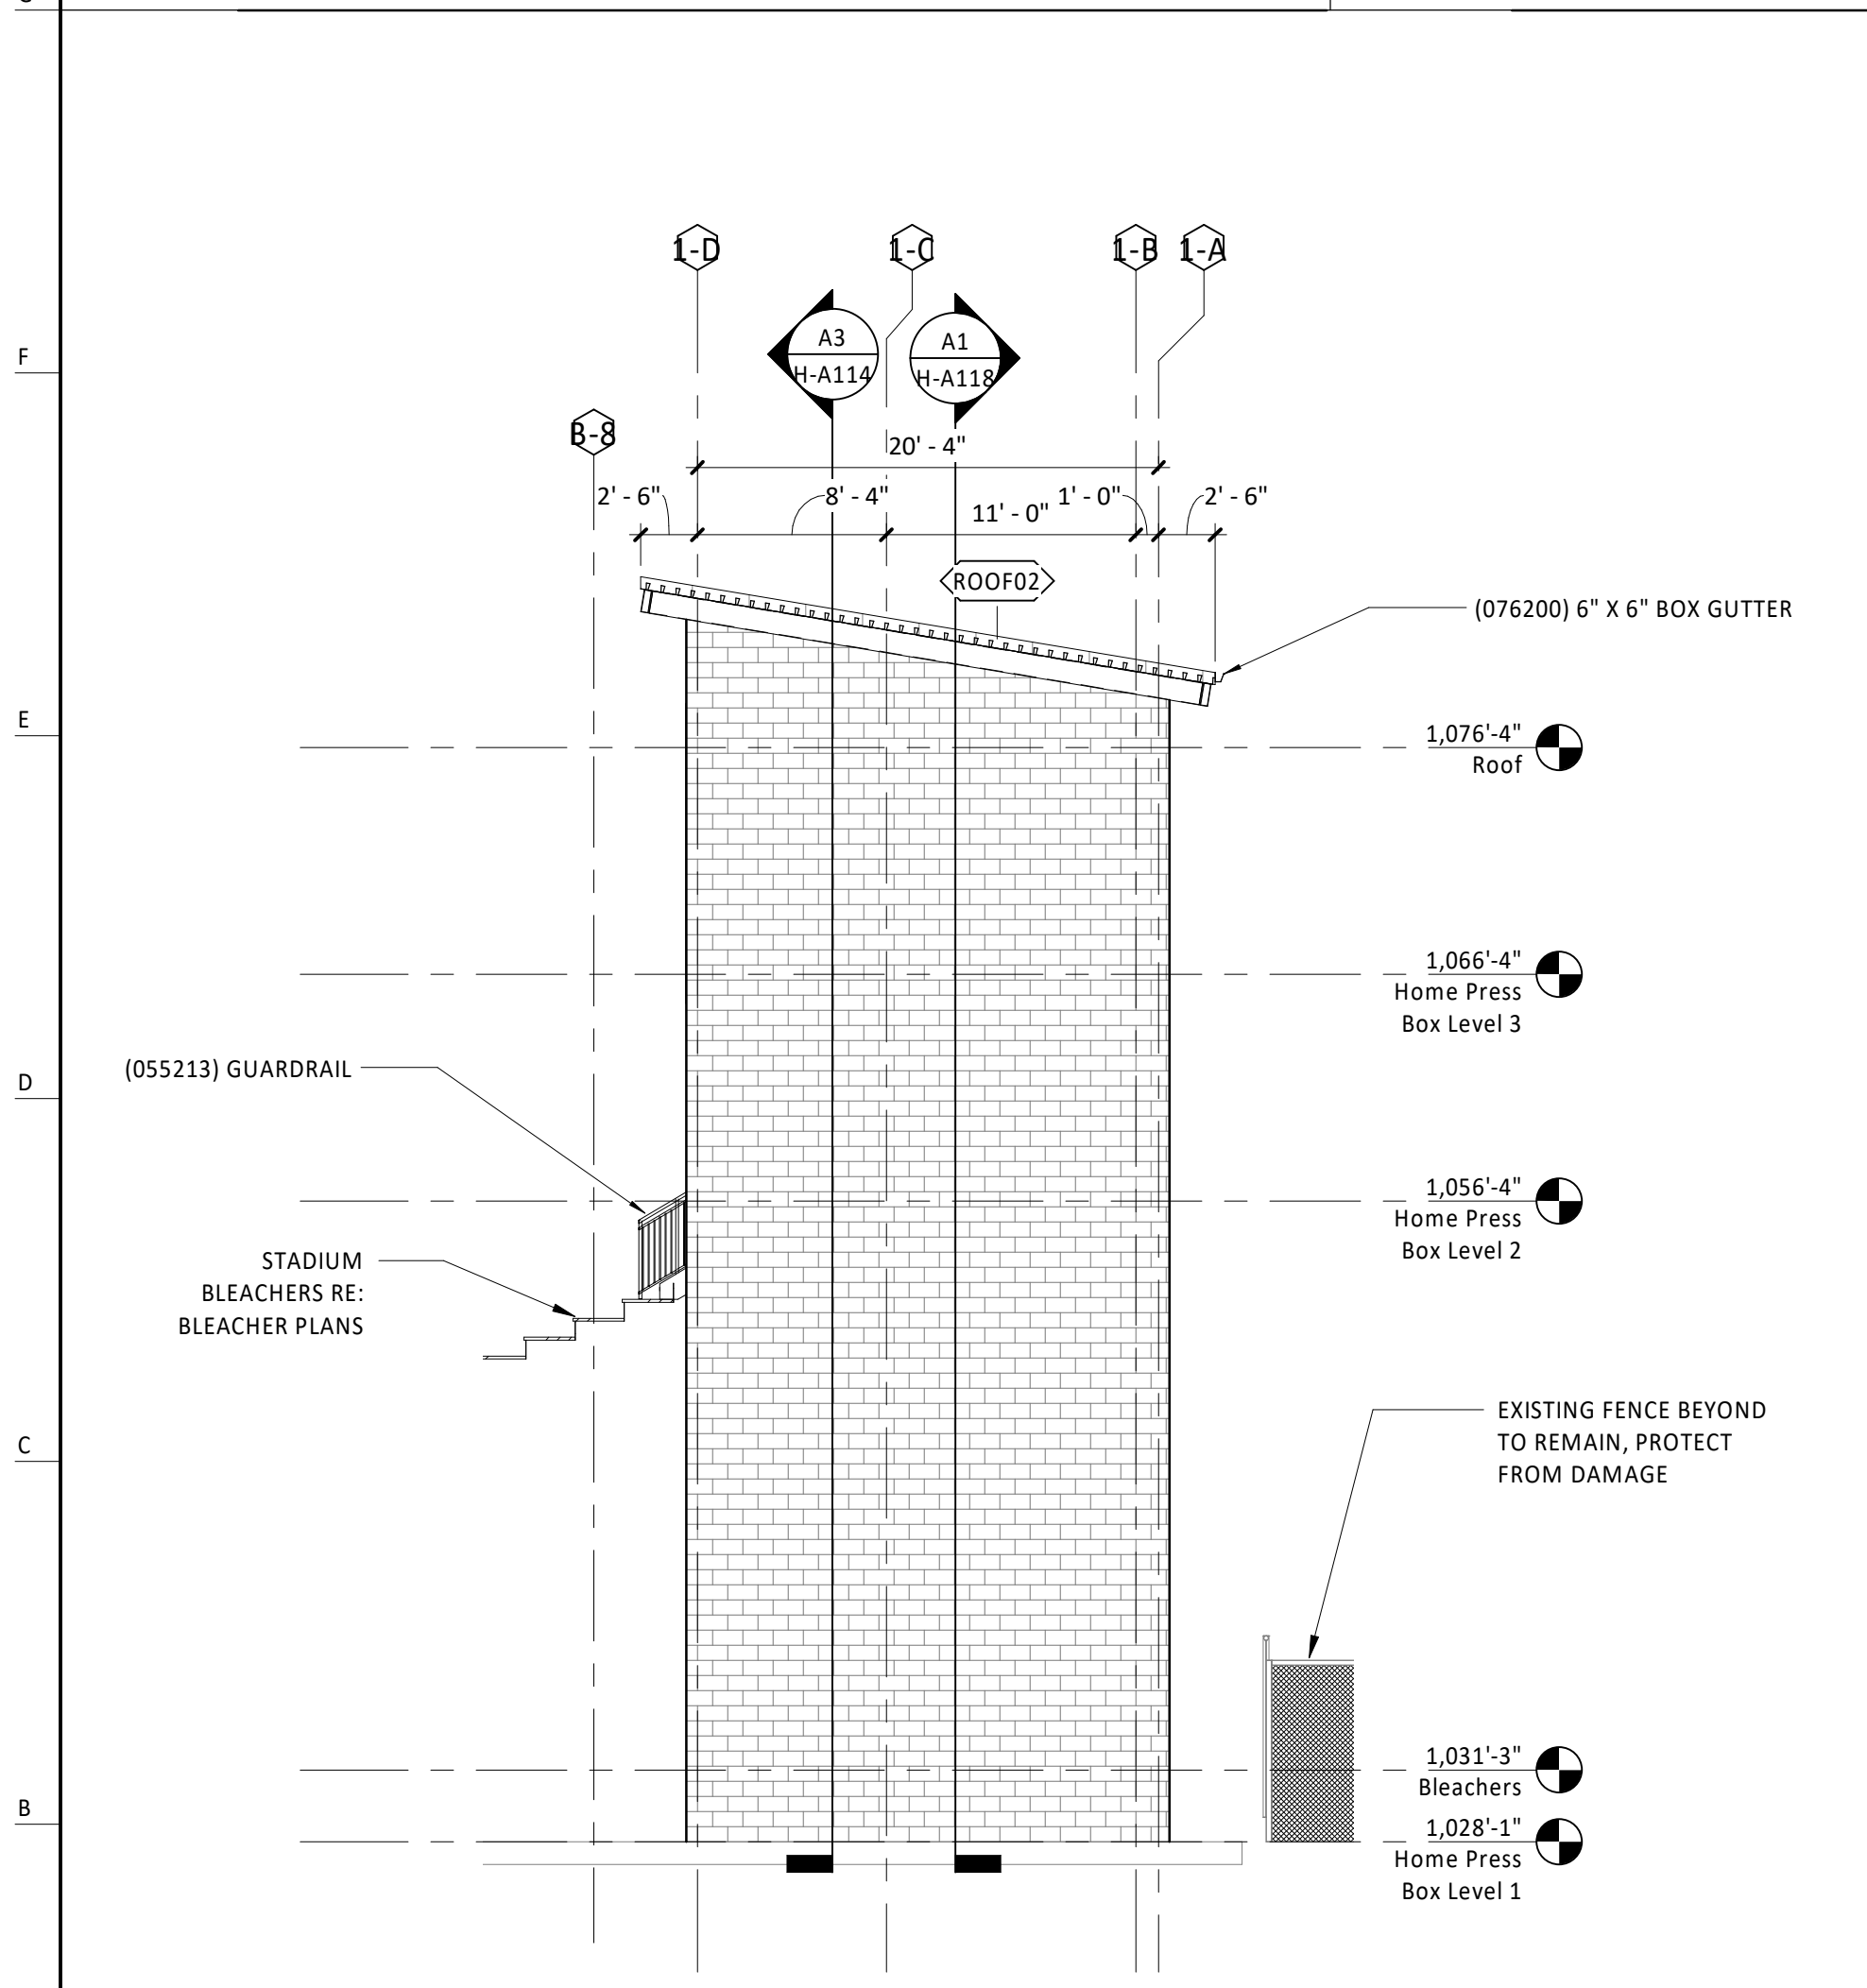 1-D
1-C
1-B
1-A
A3
H-A114
A1
H-A118
F
B-8
20' - 4"
2' - 6"
8' - 4"
11' - 0"
1' - 0"
2' - 6"
ROOF02
(076200) 6" X 6" BOX GUTTER
E
1,076'-4"
Roof
1,066'-4"
Home Press
Box Level 3
(055213) GUARDRAIL
D
1,056'-4"
Home Press
Box Level 2
STADIUM
BLEACHERS RE:
BLEACHER PLANS
EXISTING FENCE BEYOND
TO REMAIN, PROTECT
FROM DAMAGE
C
1,031'-3"
Bleachers
B
1,028'-1"
Home Press
Box Level 1